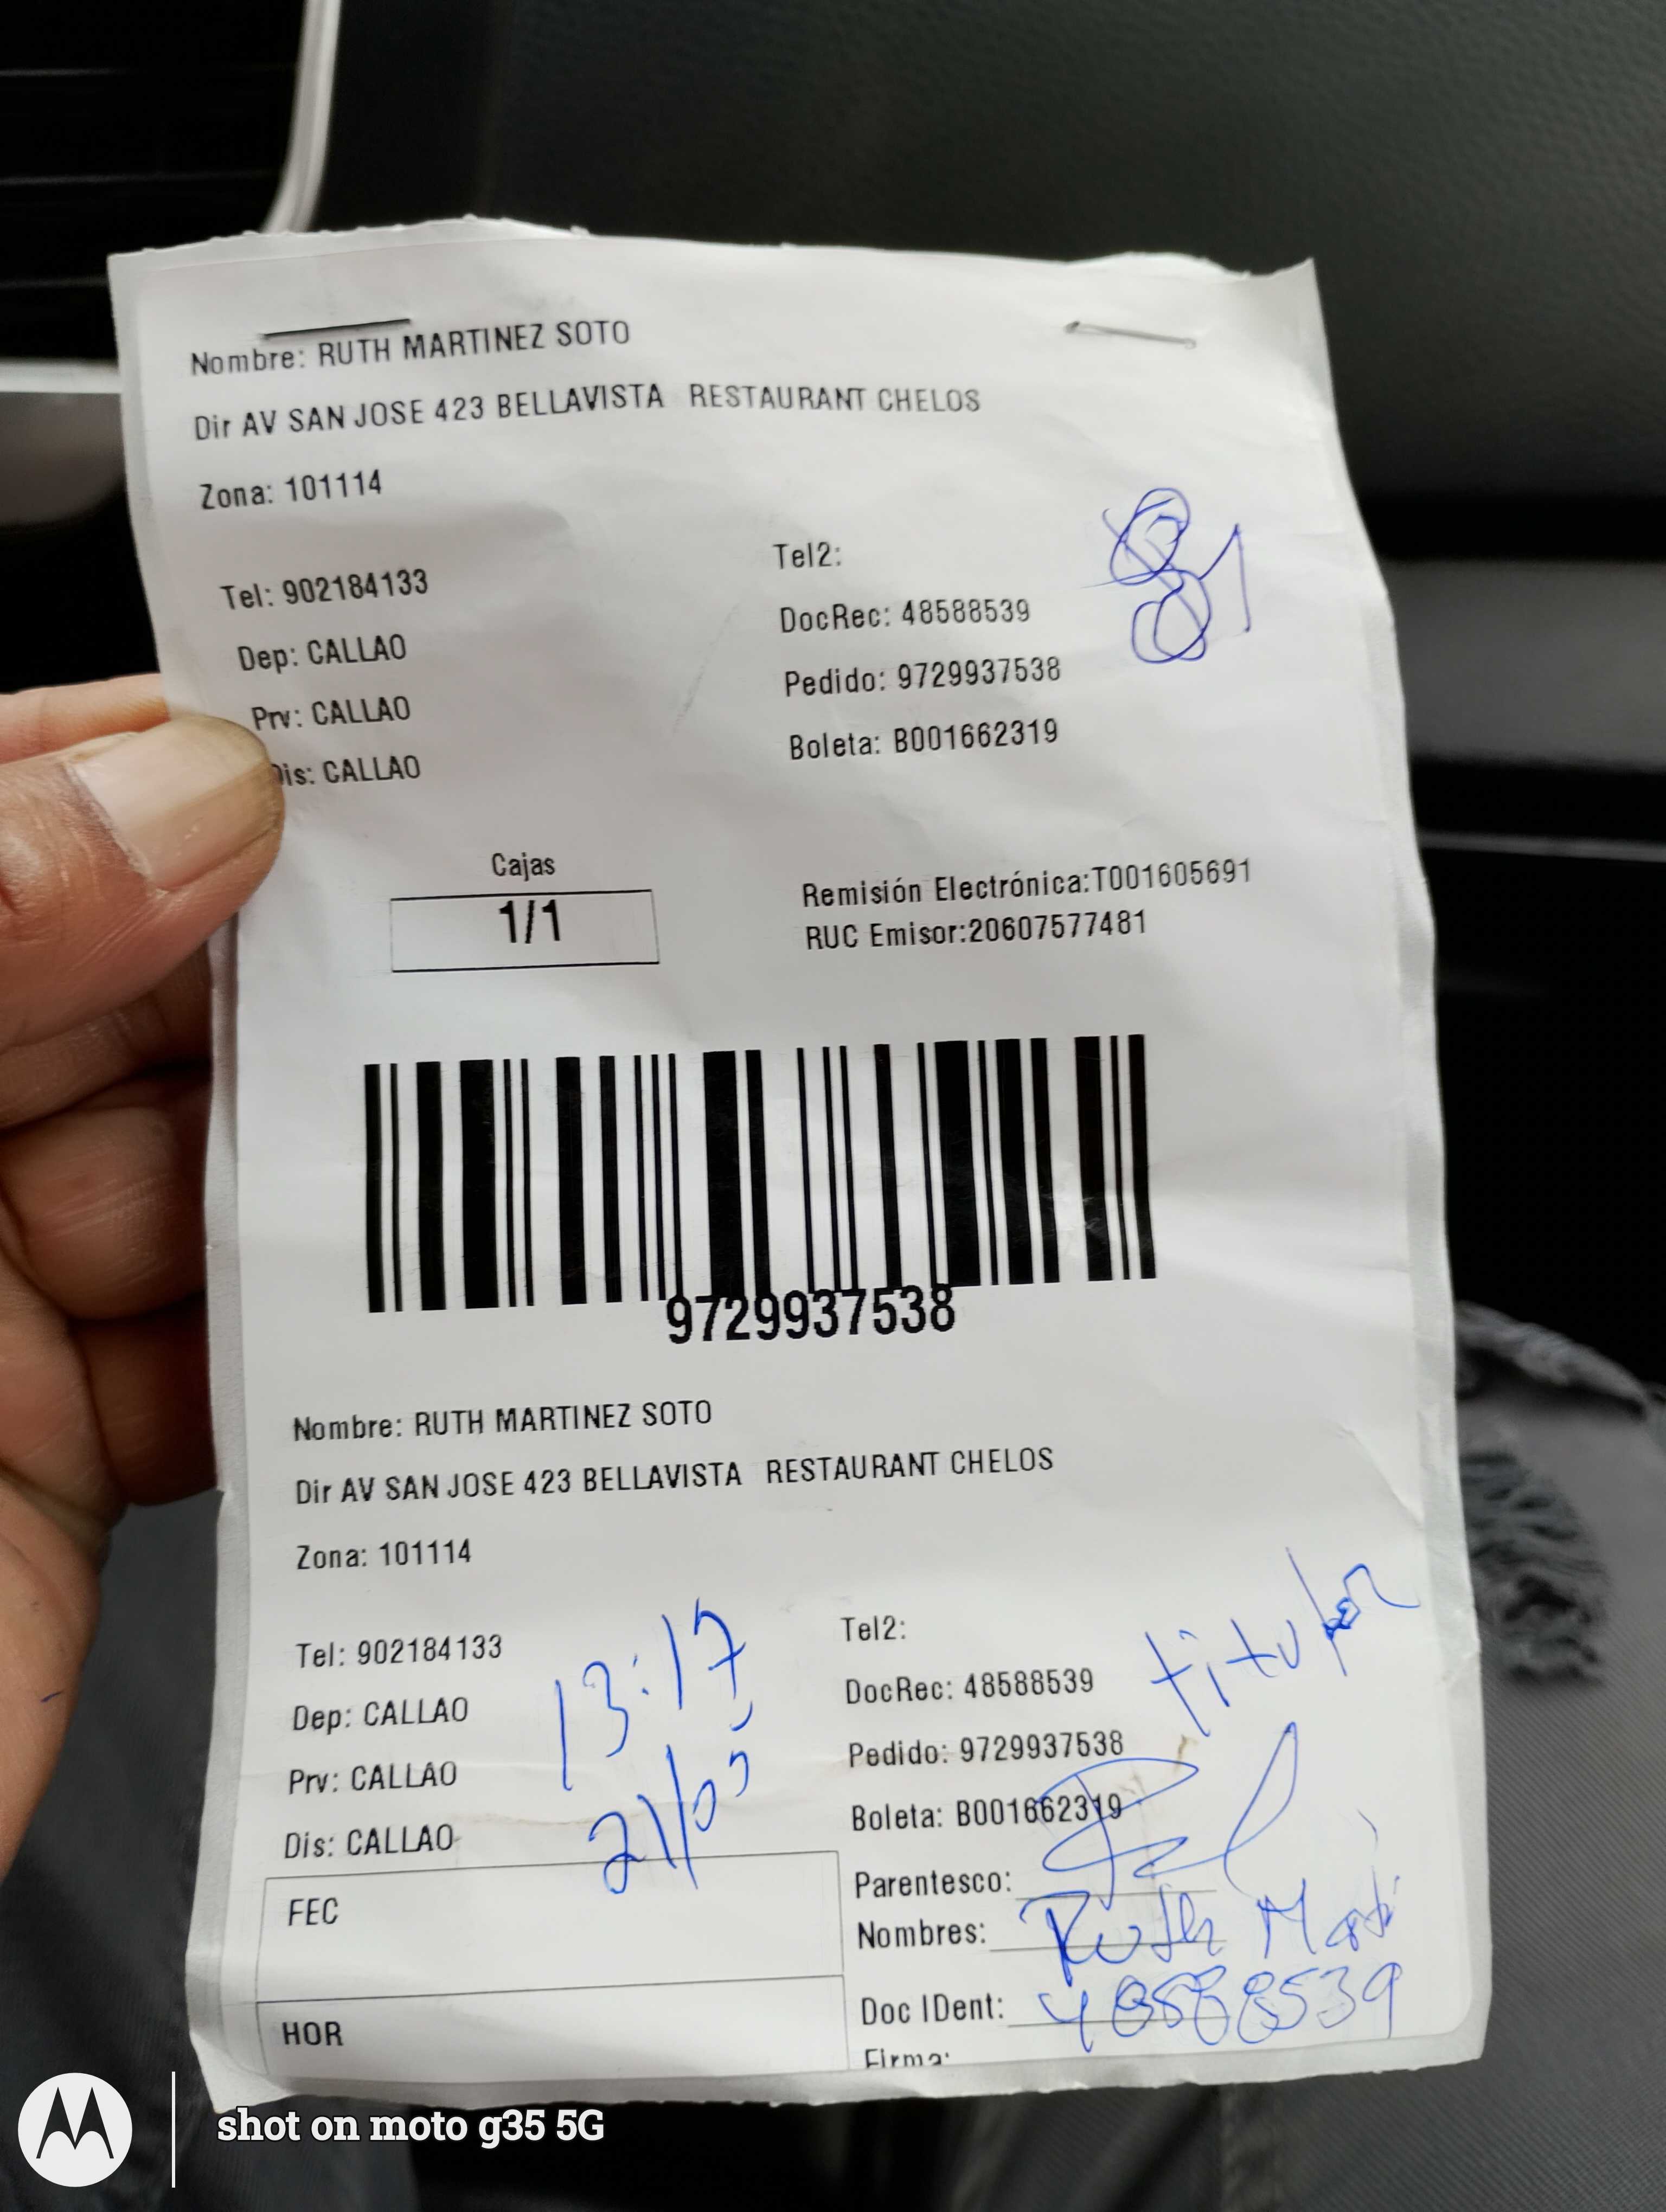 Nombre: RUTH MARTINEZ SOTO
Dir AV SAN JOSE 423 BELLAVISTA RESTAURANT CHELOS
Zona: 101114
Tel: 902184133
Dep: CALLAO
Prv: CALLAO
Dis: CALLAO
Tel2:
DocRec: 48588539
Pedido: 9729937538
Boleta: B001662319
81
Cajas
1/1
Remisión Electrónica:T001605691
RUC Emisor:20607577481
9729937538
Nombre: RUTH MARTINEZ SOTO
Dir AV SAN JOSE 423 BELLAVISTA RESTAURANT CHELOS
Zona: 101114
Tel: 902184133
Dep: CALLAO
Prv: CALLAO
Dis: CALLAO
13:17
21/05
Tel2:
DocRec: 48588539
Pedido: 9729937538
Boleta: B001662319
titular
Parentesco:
Nombres: Ruth
Doc IDent: 48588539
Firma:
FEC
HOR
shot on moto g35 5G